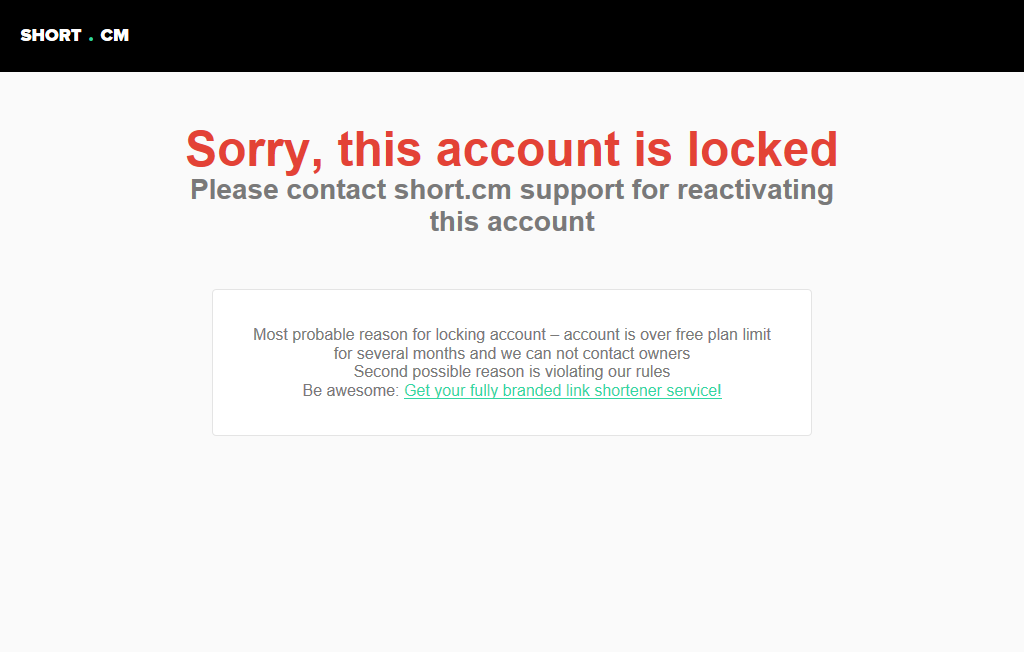 SHORT . CM
Sorry, this account is locked
Please contact short.cm support for reactivating
this account
Most probable reason for locking account – account is over free plan limit
for several months and we can not contact owners
Second possible reason is violating our rules
Be awesome: Get your fully branded link shortener service!